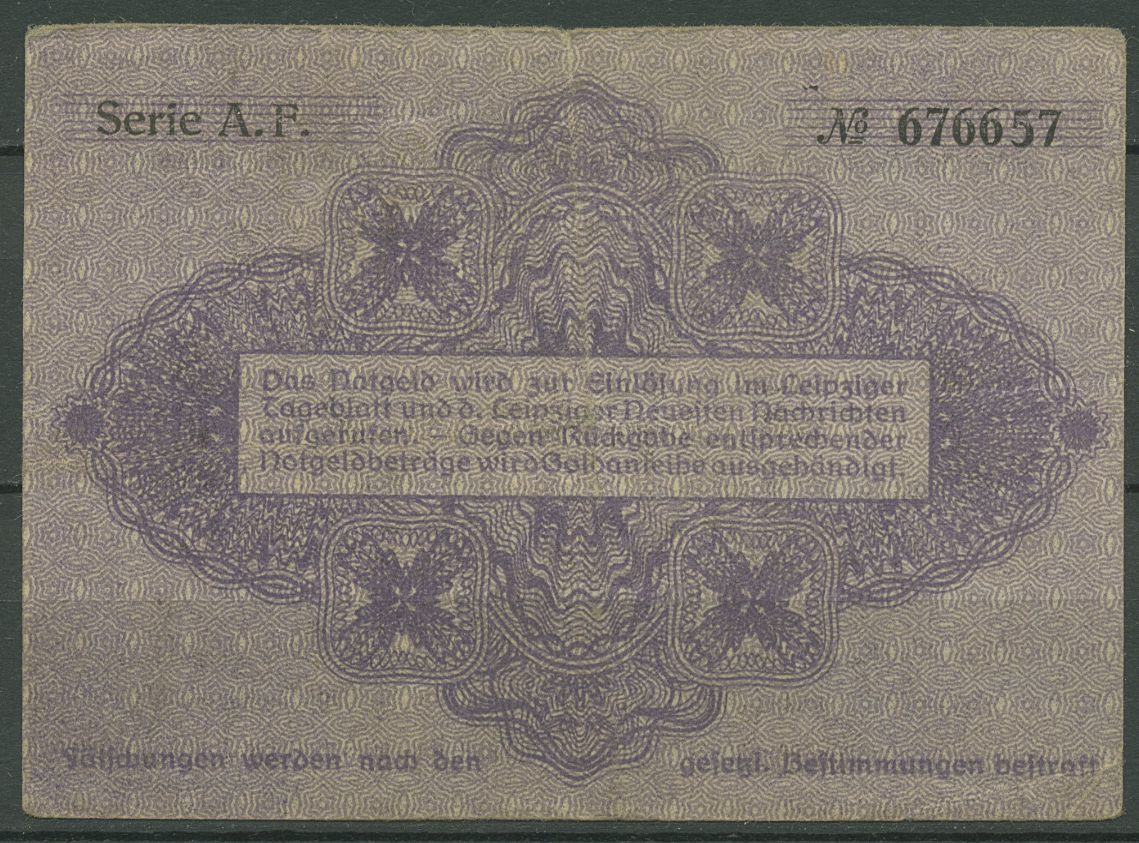 Serie A. F.
№ 676657
Das Notgeld wird zur Einlösung im Leipziger
Tageblatt und d. Leipziger Neuesten Nachrichten
aufgerufen. – Gegen Rückgabe entsprechender
Notgeldbeträge wird Goldanleihe ausgehändigt.
Fälschungen werden nach den gesetzl. Bestimmungen bestraft